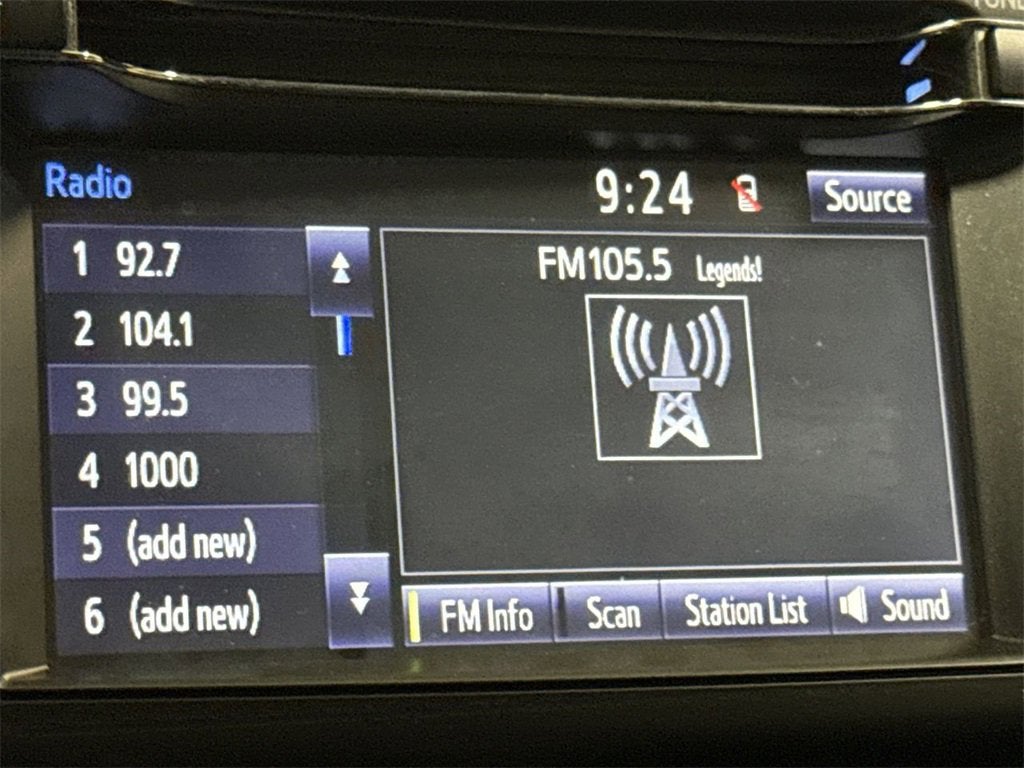 Radio
9:24
Source
1 92.7
2 104.1
3 99.5
4 1000
5 (add new)
6 (add new)
FM105.5 Legends!
FM Info
Scan
Station List
Sound